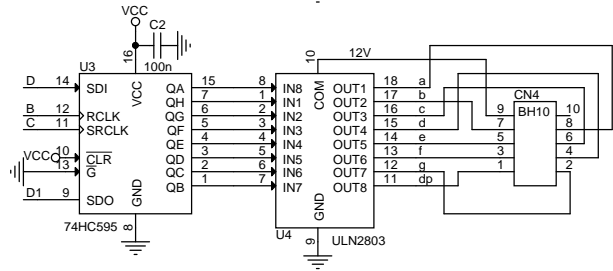 VCC
C2
100n
U3
16
VCC
D 14 SDI
B 12 RCLK
C 11 SRCLK
VCC 10 CLR
13 G
D1 9 SDO
GND
8
74HC595
QA 15 8 IN8
QH 7 1 IN1
QG 6 2 IN2
QF 5 3 IN3
QE 4 4 IN4
QD 3 5 IN5
QC 2 6 IN6
QB 1 7 IN7
10
COM
12V
OUT1 18 a
OUT2 17 b
OUT3 16 c
OUT4 15 d
OUT5 14 e
OUT6 13 f
OUT7 12 g
OUT8 11 dp
GND
9
U4
ULN2803
CN4
BH10
9 10
7 8
5 6
3 4
1 2